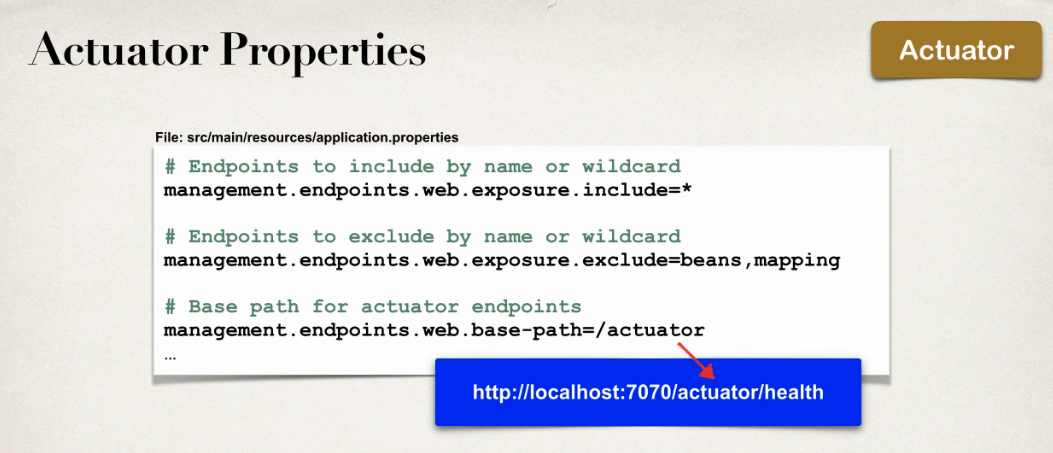 Actuator Properties
Actuator
File: src/main/resources/application.properties
# Endpoints to include by name or wildcard
management.endpoints.web.exposure.include=*
# Endpoints to exclude by name or wildcard
management.endpoints.web.exposure.exclude=beans,mapping
# Base path for actuator endpoints
management.endpoints.web.base-path=/actuator
...
http://localhost:7070/actuator/health